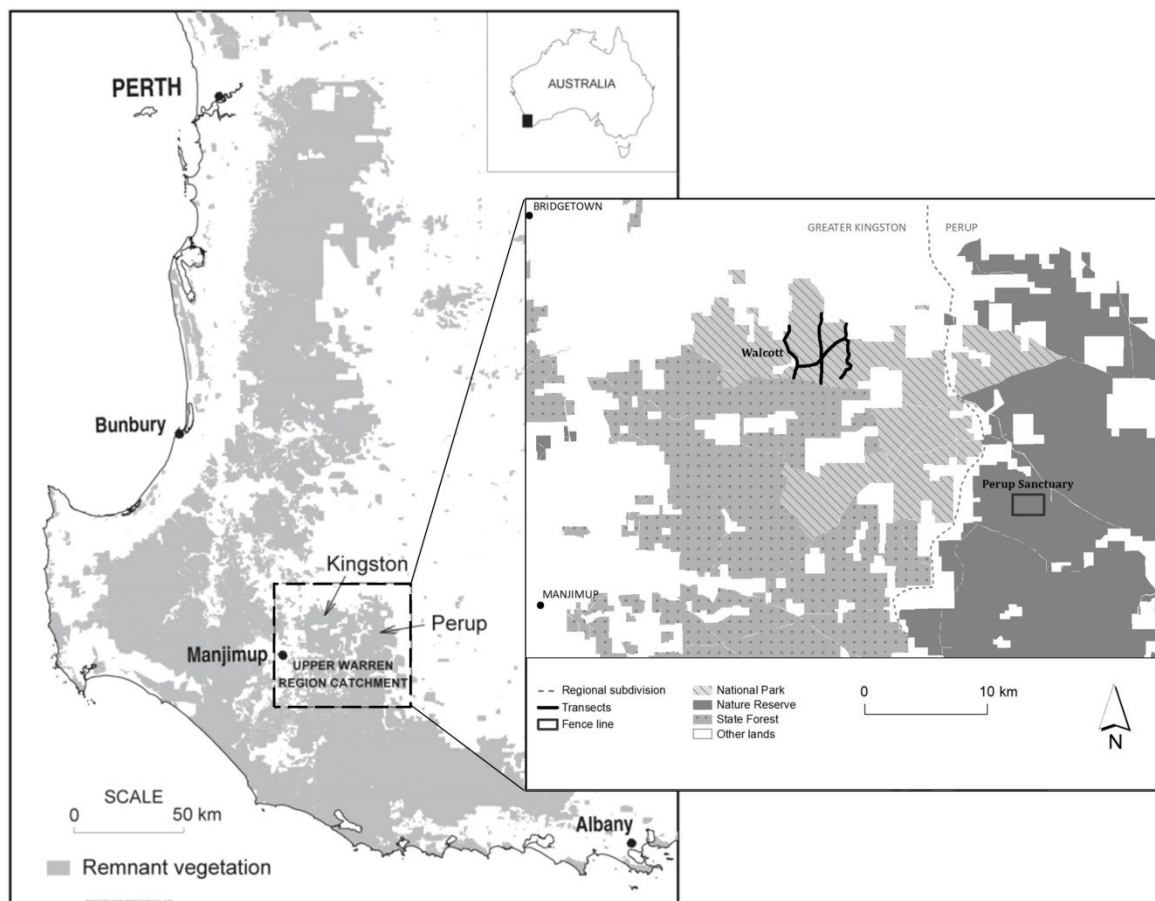 PERTH
AUSTRALIA
Bunbury
Kingston
Perup
Manjimup
UPPER WARREN
REGION CATCHMENT
SCALE
0 50 km
Albany
Remnant vegetation
BRIDGETOWN
GREATER KINGSTON PERUP
Walcott
Perup Sanctuary
MANJIMUP
Regional subdivision
Transects
Fence line
National Park
Nature Reserve
State Forest
Other lands
0 10 km
N